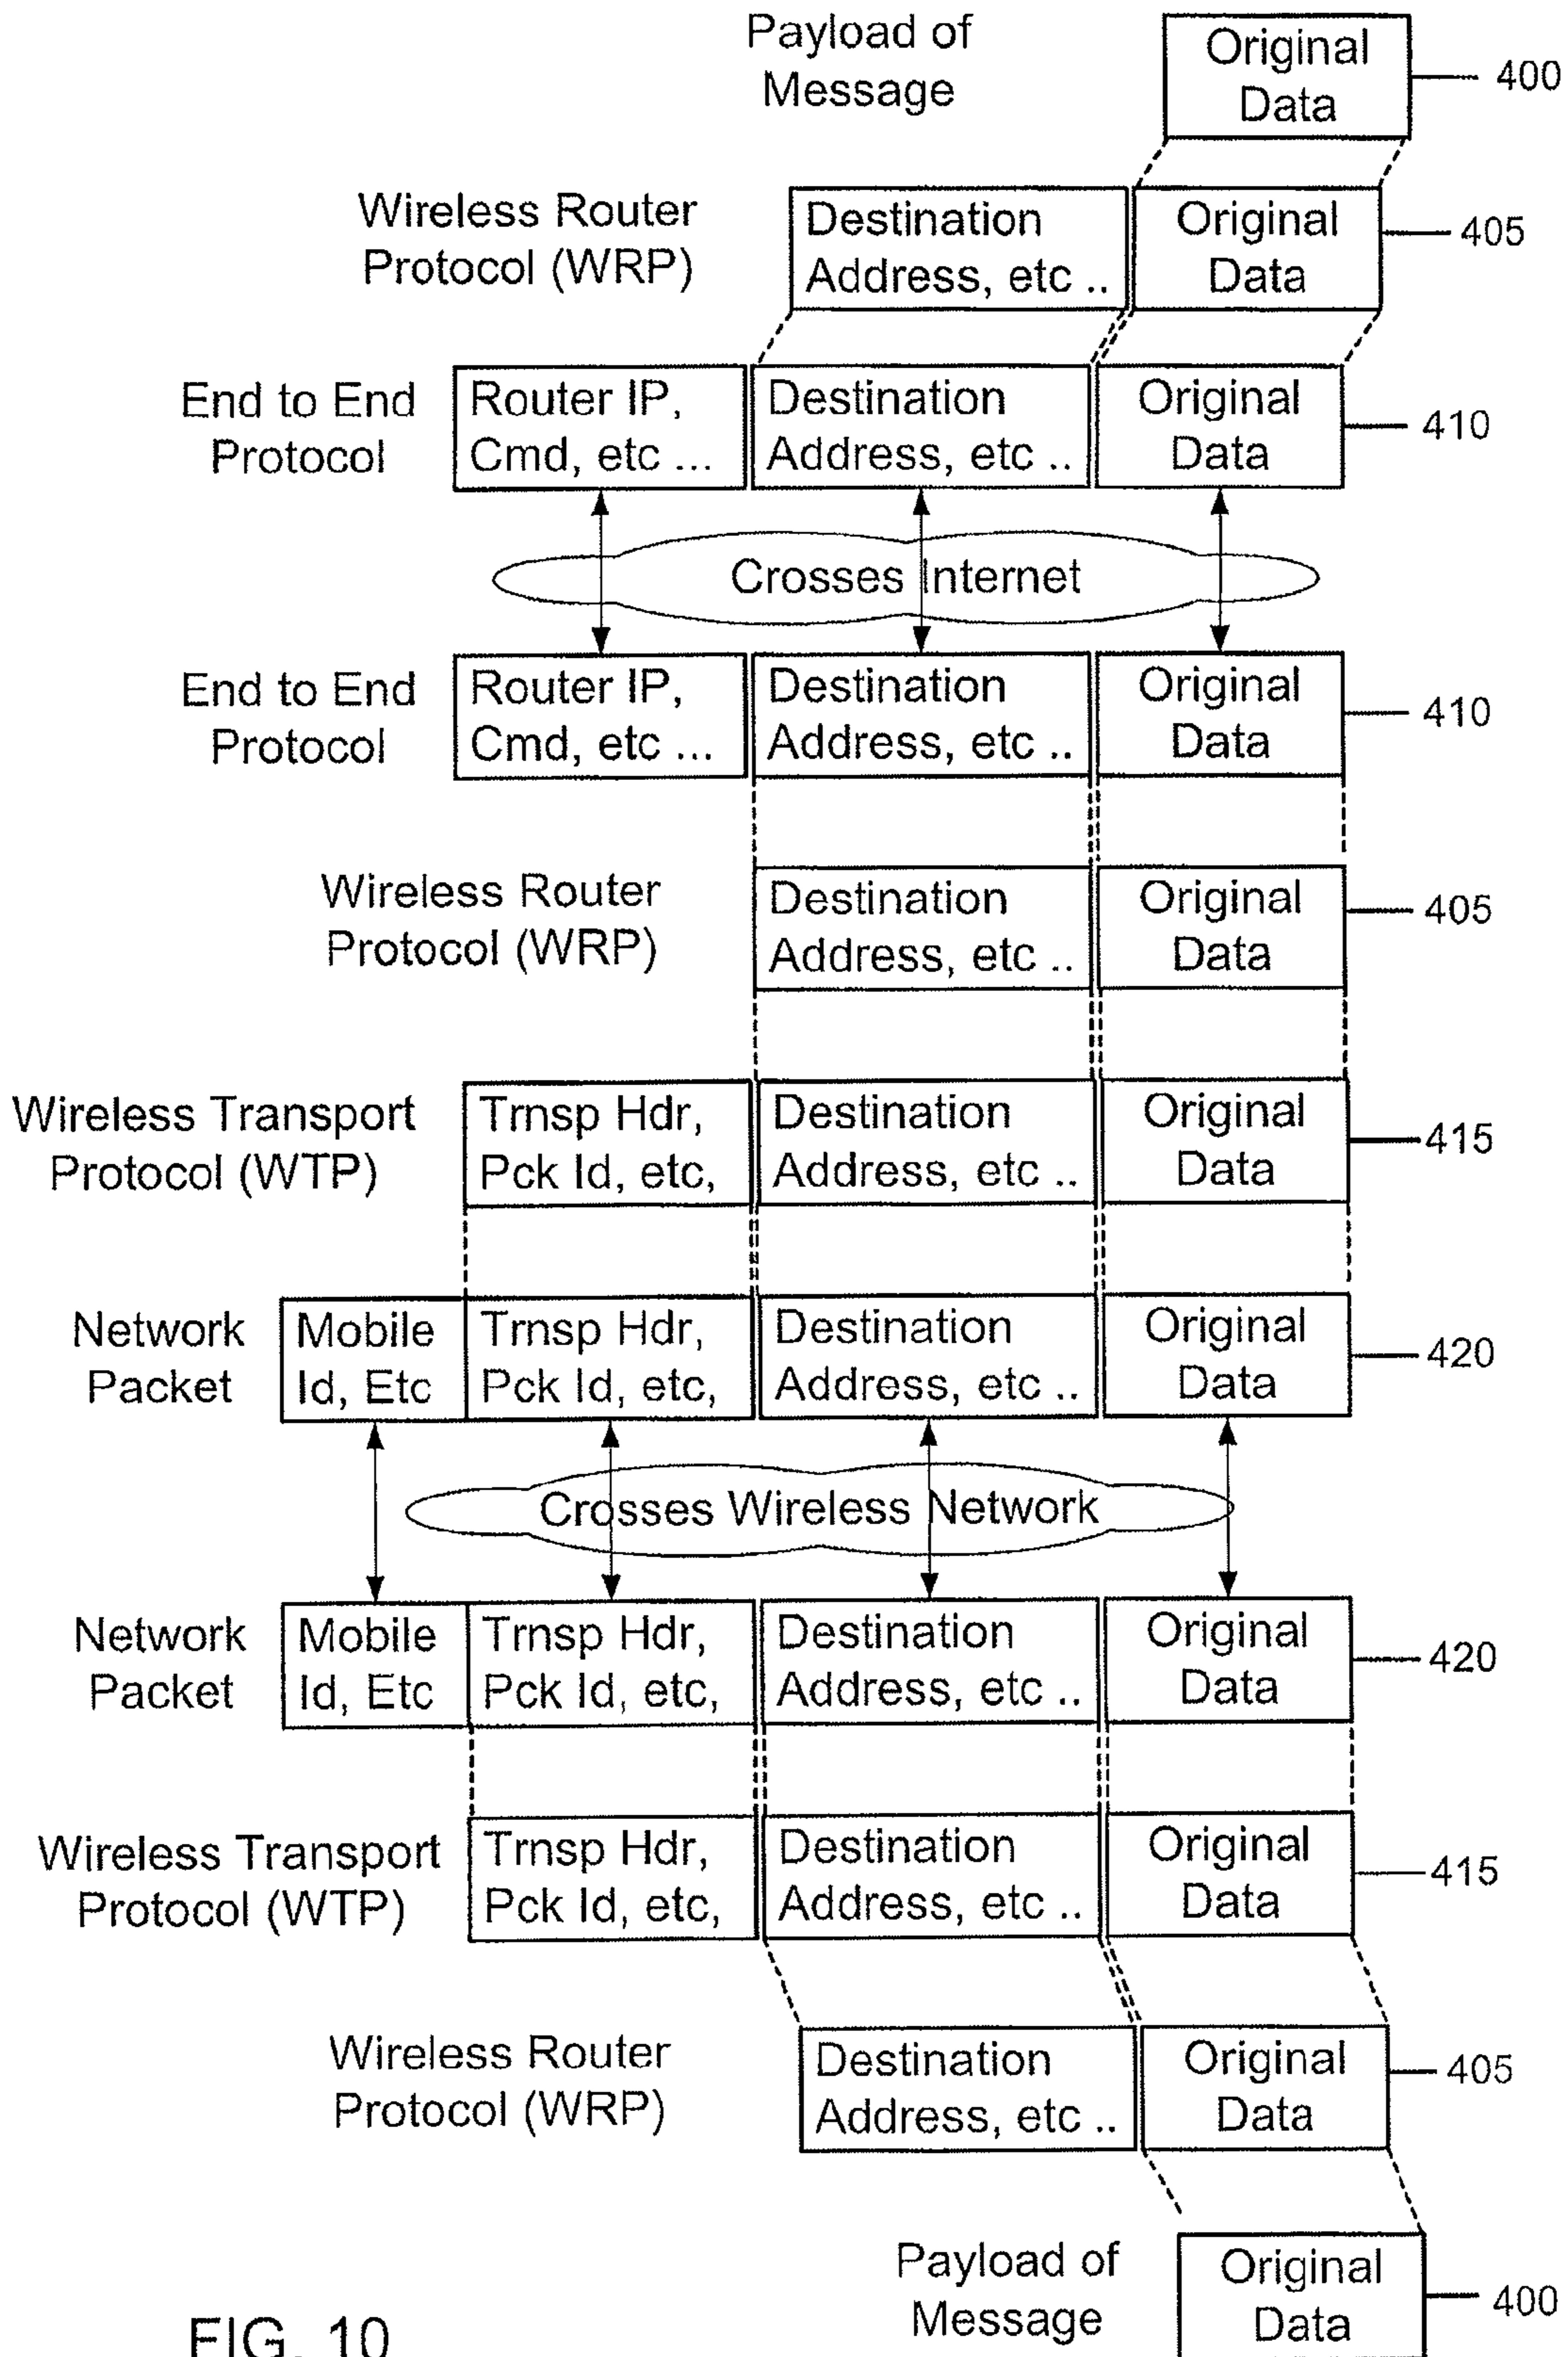 Payload of
Message
Original
Data
400
Wireless Router
Protocol (WRP)
Destination
Address, etc ..
Original
Data
405
End to End
Protocol
Router IP,
Cmd, etc ...
Destination
Address, etc ..
Original
Data
410
Crosses Internet
End to End
Protocol
Router IP,
Cmd, etc ...
Destination
Address, etc ..
Original
Data
410
Wireless Router
Protocol (WRP)
Destination
Address, etc ..
Original
Data
405
Wireless Transport
Protocol (WTP)
Trnsp Hdr,
Pck Id, etc,
Destination
Address, etc ..
Original
Data
415
Network
Packet
Mobile
Id, Etc
Trnsp Hdr,
Pck Id, etc,
Destination
Address, etc ..
Original
Data
420
Crosses Wireless Network
Network
Packet
Mobile
Id, Etc
Trnsp Hdr,
Pck Id, etc,
Destination
Address, etc ..
Original
Data
420
Wireless Transport
Protocol (WTP)
Trnsp Hdr,
Pck Id, etc,
Destination
Address, etc ..
Original
Data
415
Wireless Router
Protocol (WRP)
Destination
Address, etc ..
Original
Data
405
Payload of
Message
Original
Data
400
FIG. 10